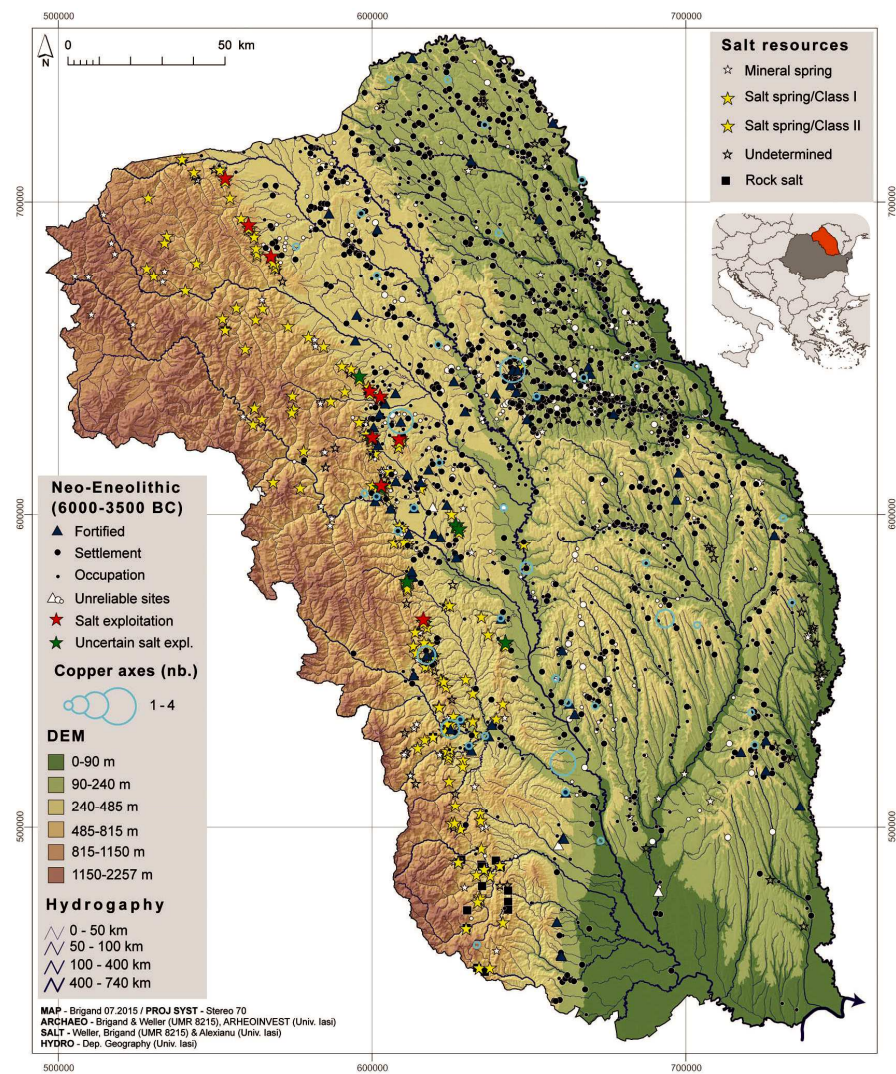 500000
600000
700000
0
50 km
N
Salt resources
Mineral spring
Salt spring/Class I
Salt spring/Class II
Undetermined
Rock salt
700000
700000
Neo-Eneolithic
(6000-3500 BC)
Fortified
Settlement
Occupation
Unreliable sites
Salt exploitation
Uncertain salt expl.
Copper axes (nb.)
1 - 4
DEM
0-90 m
90-240 m
240-485 m
485-815 m
815-1150 m
1150-2257 m
Hydrogaphy
0 - 50 km
50 - 100 km
100 - 400 km
400 - 740 km
600000
600000
500000
500000
MAP - Brigand 07.2015 / PROJ SYST - Stereo 70
ARCHAEO - Brigand & Weller (UMR 8215), ARHEOINVEST (Univ. Iasi)
SALT - Weller, Brigand (UMR 8215) & Alexianu (Univ. Iasi)
HYDRO - Dep. Geography (Univ. Iasi)
500000
600000
700000